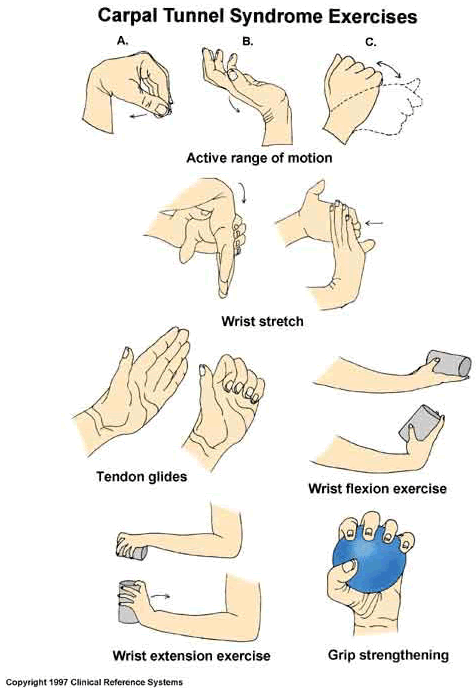 Carpal Tunnel Syndrome Exercises
A. B. C.
Active range of motion
Wrist stretch
Tendon glides
Wrist flexion exercise
Wrist extension exercise
Grip strengthening
Copyright 1997 Clinical Reference Systems